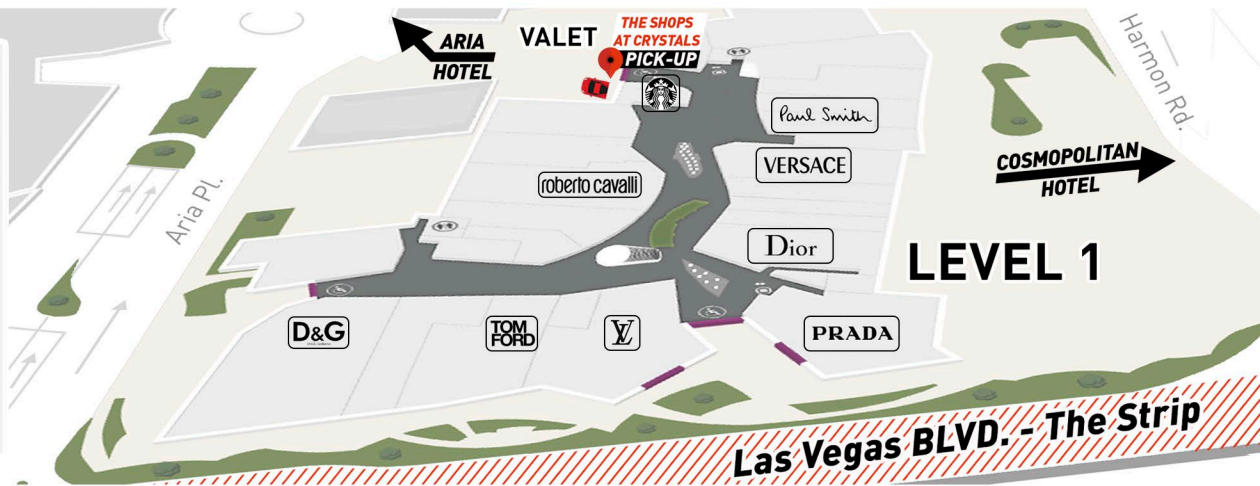 THE SHOPS
AT CRYSTALS
PICK-UP
VALET
ARIA
HOTEL
Harmon Rd.
Paul Smith
VERSACE
COSMOPOLITAN
HOTEL
roberto cavalli
Aria Pl.
Dior
LEVEL 1
D&G
TOM
FORD
LV
PRADA
Las Vegas BLVD. - The Strip